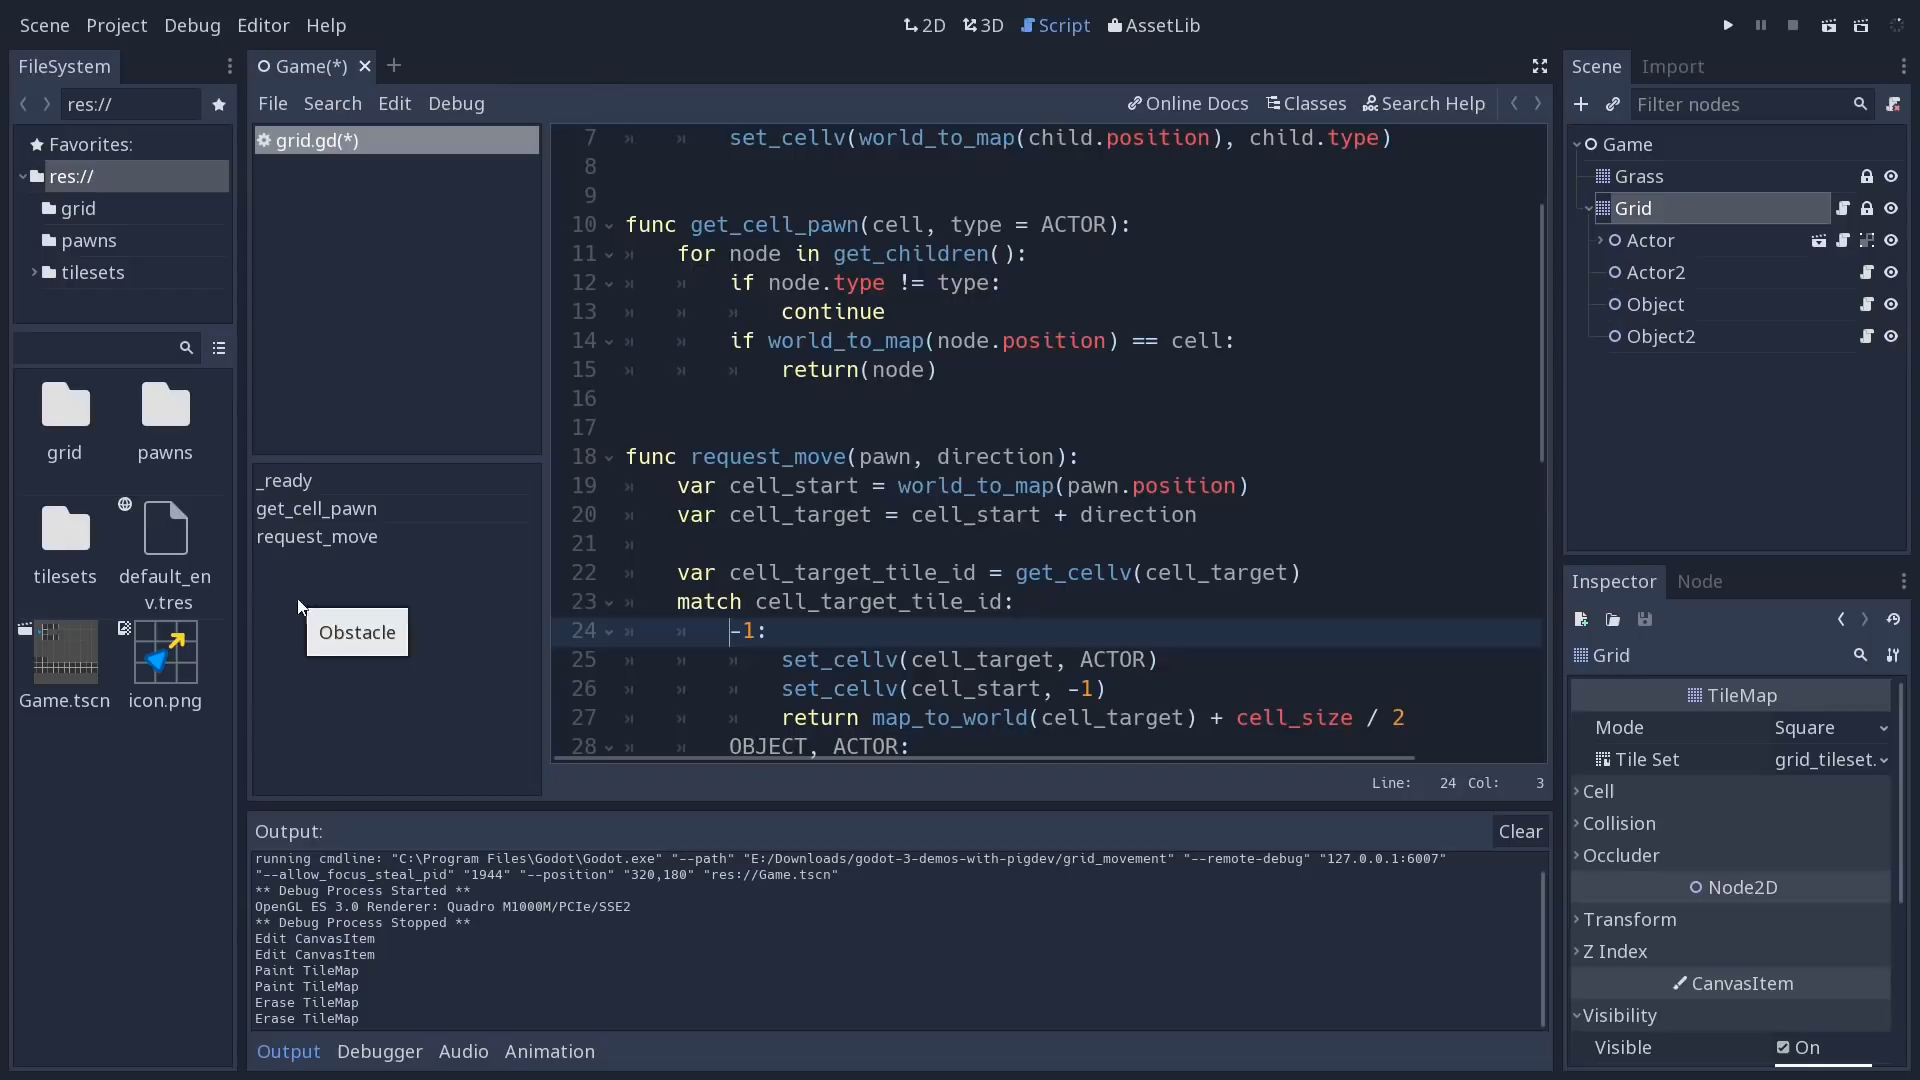 Scene Project Debug Editor Help
2D 3D Script AssetLib
FileSystem
res://
Favorites:
res://
grid
pawns
tilesets
grid
pawns
tilesets
default_en
v.tres
Game.tscn
icon.png
Game(*)
File Search Edit Debug
Online Docs Classes Search Help
grid.gd(*)
_ready
get_cell_pawn
request_move
Obstacle
7 set_cellv(world_to_map(child.position), child.type)
8
9
10 func get_cell_pawn(cell, type = ACTOR):
11 for node in get_children():
12 if node.type != type:
13 continue
14 if world_to_map(node.position) == cell:
15 return(node)
16
17
18 func request_move(pawn, direction):
19 var cell_start = world_to_map(pawn.position)
20 var cell_target = cell_start + direction
21
22 var cell_target_tile_id = get_cellv(cell_target)
23 match cell_target_tile_id:
24 -1:
25 set_cellv(cell_target, ACTOR)
26 set_cellv(cell_start, -1)
27 return map_to_world(cell_target) + cell_size / 2
28 OBJECT, ACTOR:
Line: 24 Col: 3
Output:
Clear
running cmdline: "C:\Program Files\Godot\Godot.exe" "--path" "E:/Downloads/godot-3-demos-with-pigdev/grid_movement" "--remote-debug" "127.0.0.1:6007"
"--allow_focus_steal_pid" "1944" "--position" "320,180" "res://Game.tscn"
** Debug Process Started **
OpenGL ES 3.0 Renderer: Quadro M1000M/PCIe/SSE2
** Debug Process Stopped **
Edit CanvasItem
Edit CanvasItem
Paint TileMap
Paint TileMap
Erase TileMap
Erase TileMap
Output Debugger Audio Animation
Scene Import
Filter nodes
Game
Grass
Grid
Actor
Actor2
Object
Object2
Inspector Node
Grid
TileMap
Mode Square
Tile Set grid_tileset.
Cell
Collision
Occluder
Node2D
Transform
Z Index
CanvasItem
Visibility
Visible On